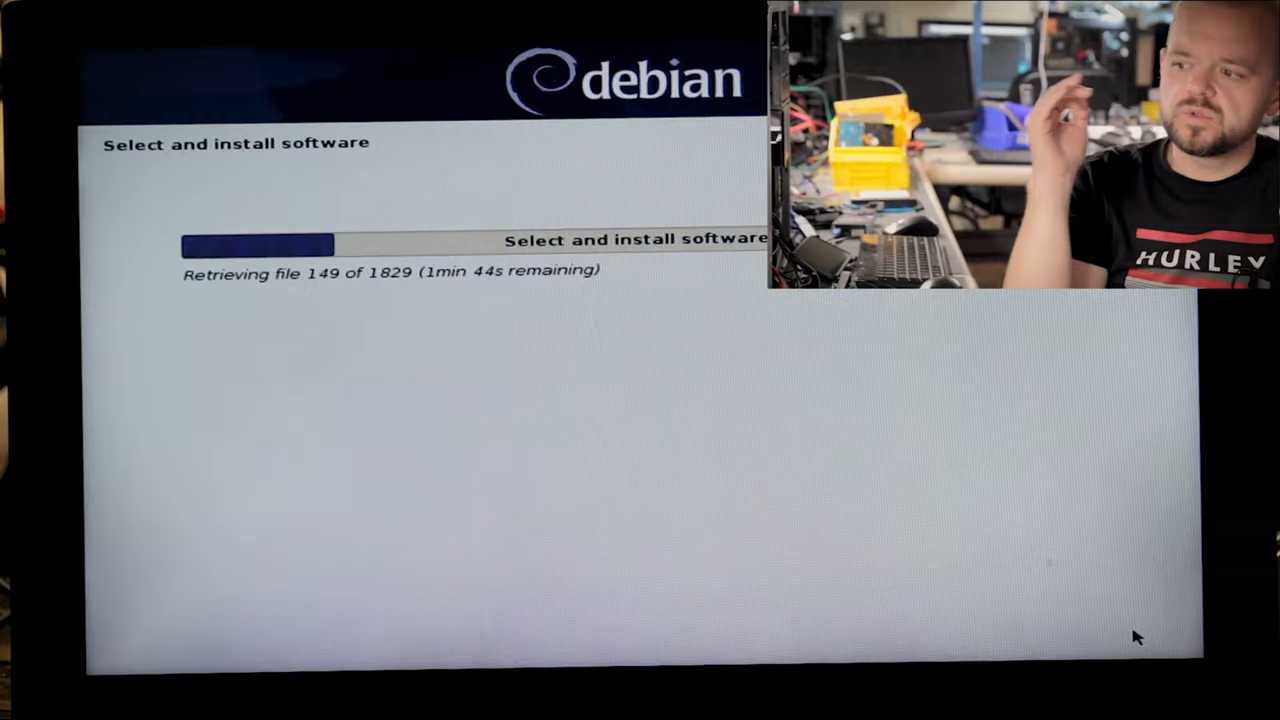 debian
Select and install software
Select and install software
Retrieving file 149 of 1829 (1min 44s remaining)
HURLEY